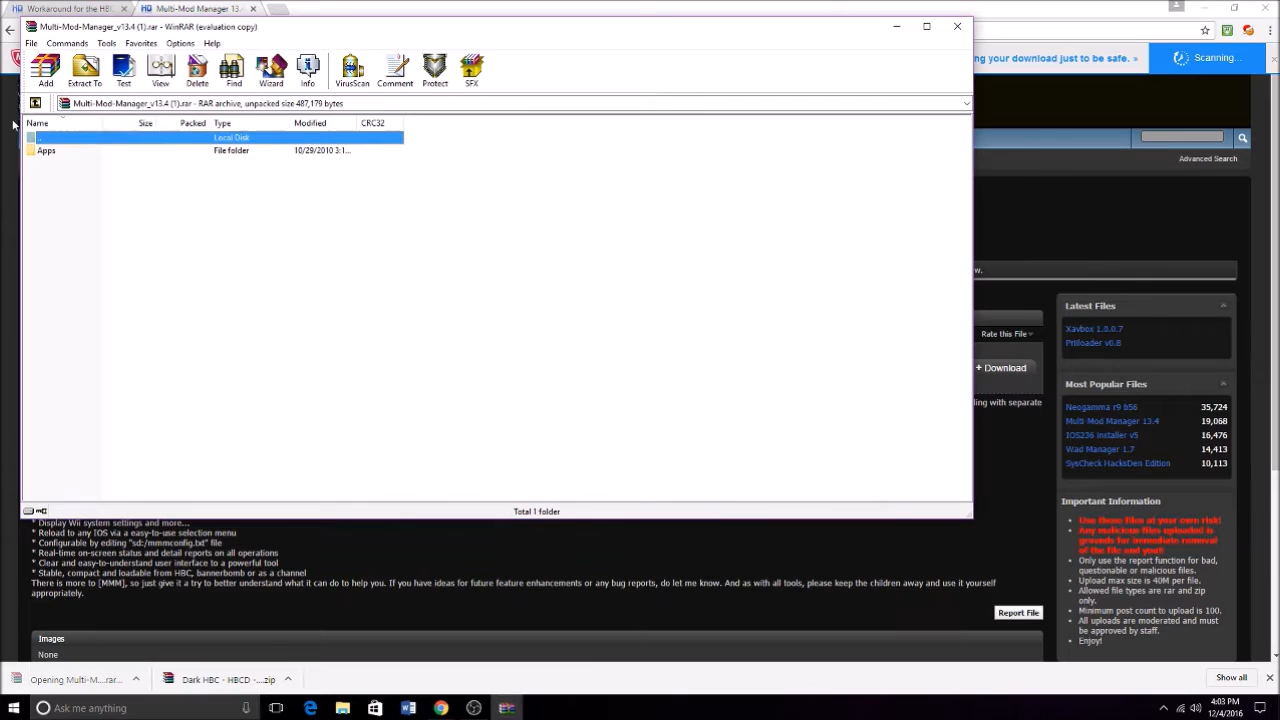 Workaround for the HB
Multi-Mod Manager 13.
Multi-Mod-Manager_v13.4 (1).rar - WinRAR (evaluation copy)
File Commands Tools Favorites Options Help
ng your download just to be safe.
Scanning...
Add Extract To Test View Delete Find Wizard Info VirusScan Comment Protect SFX
Multi-Mod-Manager_v13.4 (1).rar - RAR archive, unpacked size 487,179 bytes
Name Size Packed Type Modified CRC32
.. Local Disk
Apps File folder 10/29/2010 3:1...
Advanced Search
w.
Latest Files
Xavbox 1.0.0.7
Priiloader v0.8
Rate this File
+ Download
Most Popular Files
ling with separate
Neogamma r9 b56 35,724
Multi-Mod Manager 13.4 19,068
IOS236 Installer v5 16,476
Wad Manager 1.7 14,413
SysCheck HacksDen Edition 10,113
Total 1 folder
Important Information
Use these files at your own risk!
Any malicious files uploaded is
grounds for immediate removal
of the file and you!!
Only use the report function for bad,
questionable or malicious files.
Upload max size is 40M per file.
Allowed file types are rar and zip
only.
Minimum post count to upload is 100.
All uploads are moderated and must
be approved by staff.
Enjoy!
* Display Wii system settings and more...
* Reload to any IOS via a easy-to-use selection menu
* Configurable by editing "sd:/mmmconfig.txt" file
* Real-time on-screen status and detail reports on all operations
* Clear and easy-to-understand user interface to a powerful tool
* Stable, compact and loadable from HBC, bannerbomb or as a channel
There is more to [MMM], so just give it a try to better understand what it can do to help you. If you have ideas for future feature enhancements or any bug reports, do let me know. And as with all tools, please keep the children away and use it yourself
appropriately.
Report File
Images
None
Opening Multi-M....rar...
Dark HBC - HBCD -....zip
Show all
Ask me anything
4:03 PM
12/4/2016